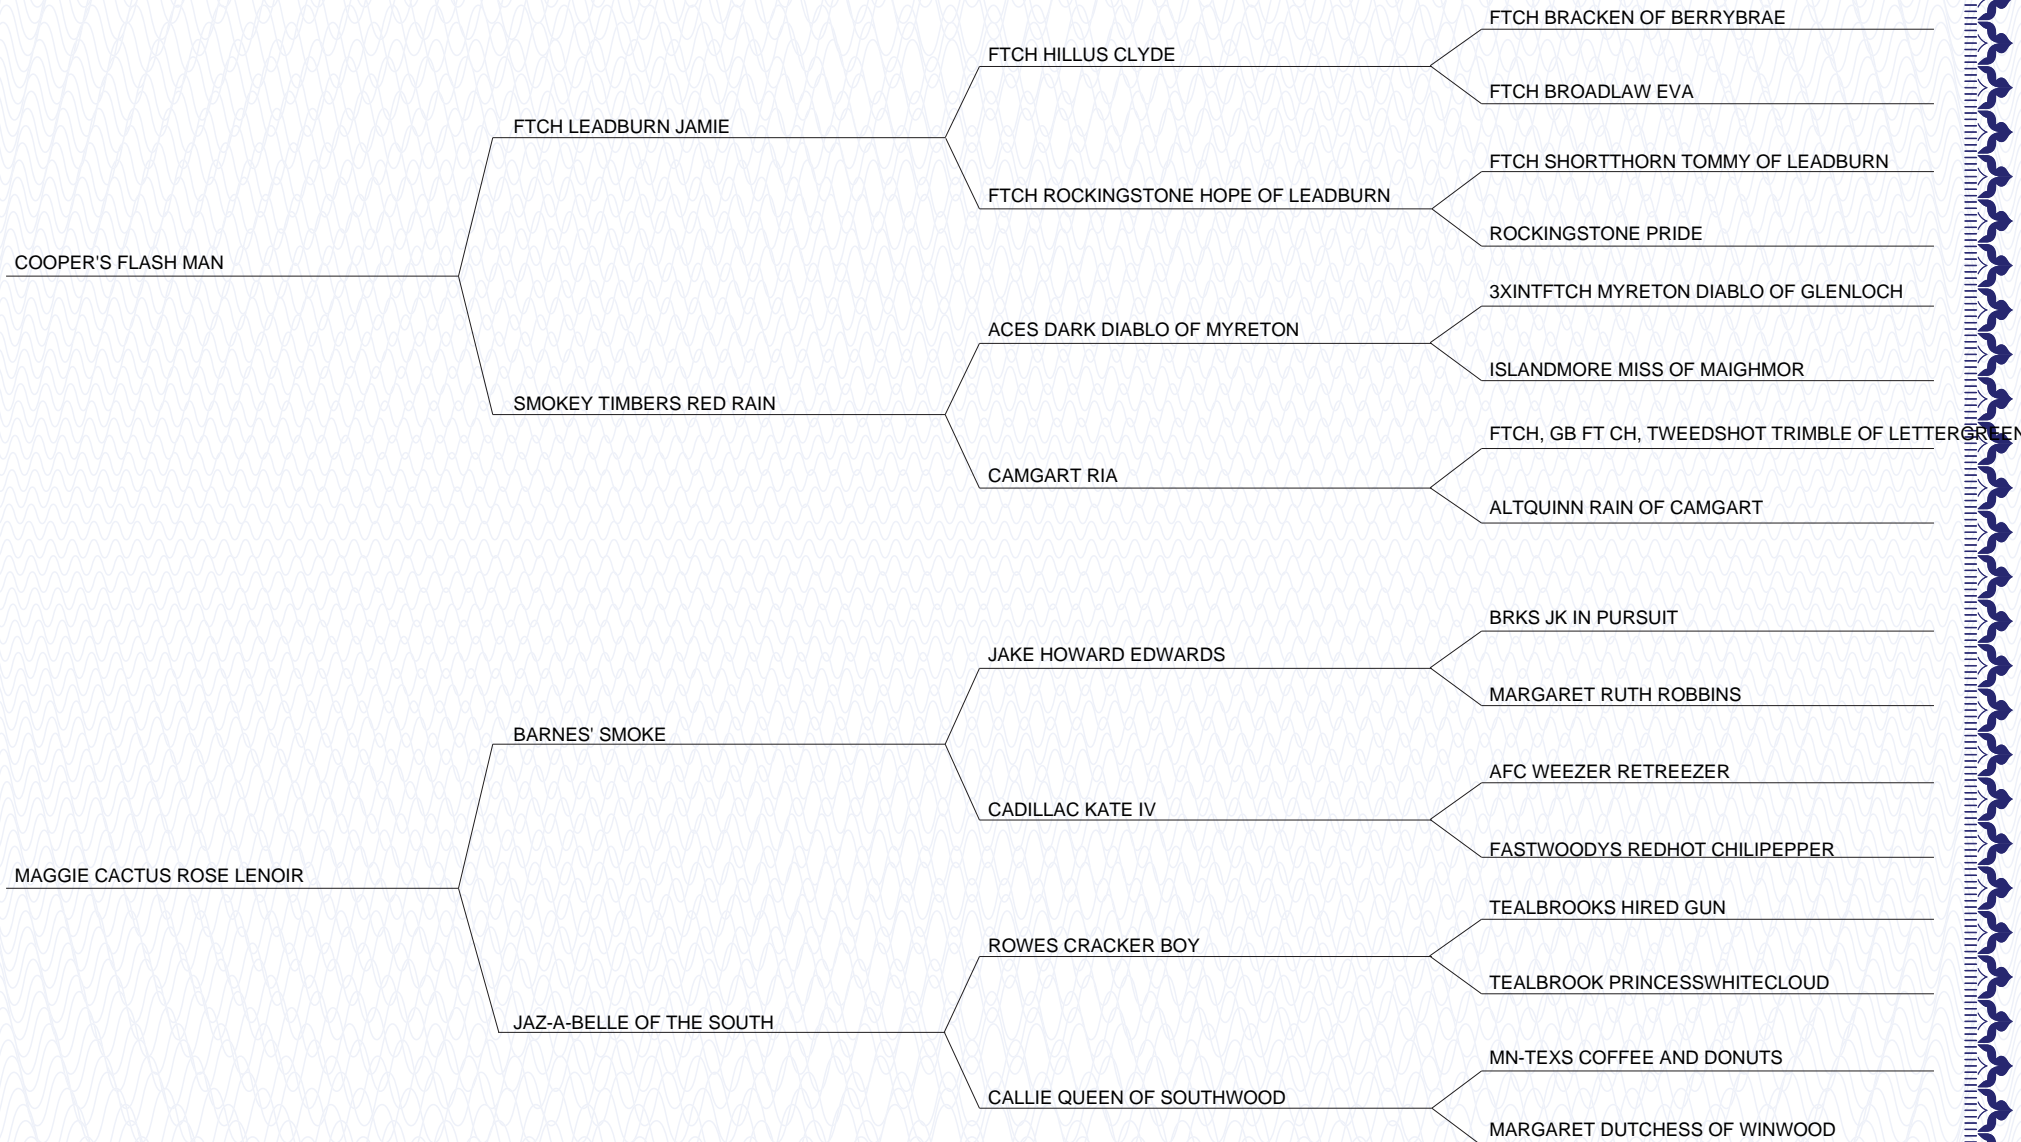 FTCH BRACKEN OF BERRYBRAE
FTCH HILLUS CLYDE
FTCH BROADLAW EVA
FTCH LEADBURN JAMIE
FTCH SHORTTHORN TOMMY OF LEADBURN
FTCH ROCKINGSTONE HOPE OF LEADBURN
ROCKINGSTONE PRIDE
COOPER'S FLASH MAN
3XINTFTCH MYRETON DIABLO OF GLENLOCH
ACES DARK DIABLO OF MYRETON
ISLANDMORE MISS OF MAIGHMOR
SMOKEY TIMBERS RED RAIN
FTCH, GB FT CH, TWEEDSHOT TRIMBLE OF LETTERGREEN
CAMGART RIA
ALTQUINN RAIN OF CAMGART
BRKS JK IN PURSUIT
JAKE HOWARD EDWARDS
MARGARET RUTH ROBBINS
BARNES' SMOKE
AFC WEEZER RETREEZER
CADILLAC KATE IV
FASTWOODYS REDHOT CHILIPEPPER
MAGGIE CACTUS ROSE LENOIR
TEALBROOKS HIRED GUN
ROWES CRACKER BOY
TEALBROOK PRINCESSWHITECLOUD
JAZ-A-BELLE OF THE SOUTH
MN-TEXS COFFEE AND DONUTS
CALLIE QUEEN OF SOUTHWOOD
MARGARET DUTCHESS OF WINWOOD